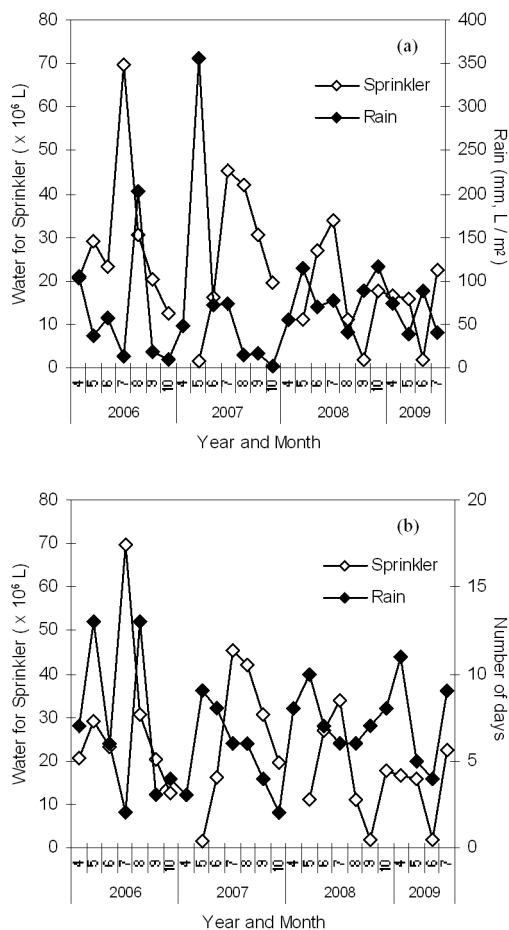 (a)
Sprinkler
Rain
Water for Sprinkler ( × 10⁶ L)
80
70
60
50
40
30
20
10
0
400
350
300
250
200
150
100
50
0
Rain (mm, L / m²)
4 5 6 7 8 9 10 4 5 6 7 8 9 10 4 5 6 7 8 9 10 4 5 6 7
2006 2007 2008 2009
Year and Month
(b)
Sprinkler
Rain
Water for Sprinkler ( × 10⁶ L)
80
70
60
50
40
30
20
10
0
20
15
10
5
0
Number of days
4 5 6 7 8 9 10 4 5 6 7 8 9 10 4 5 6 7 8 9 10 4 5 6 7
2006 2007 2008 2009
Year and Month